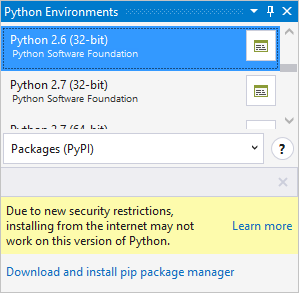 Python Environments
Python 2.6 (32-bit)
Python Software Foundation
Python 2.7 (32-bit)
Python Software Foundation
Python 2.7 (64-bit)
Packages (PyPI)
?
Due to new security restrictions,
installing from the internet may not
work on this version of Python.
Learn more
Download and install pip package manager